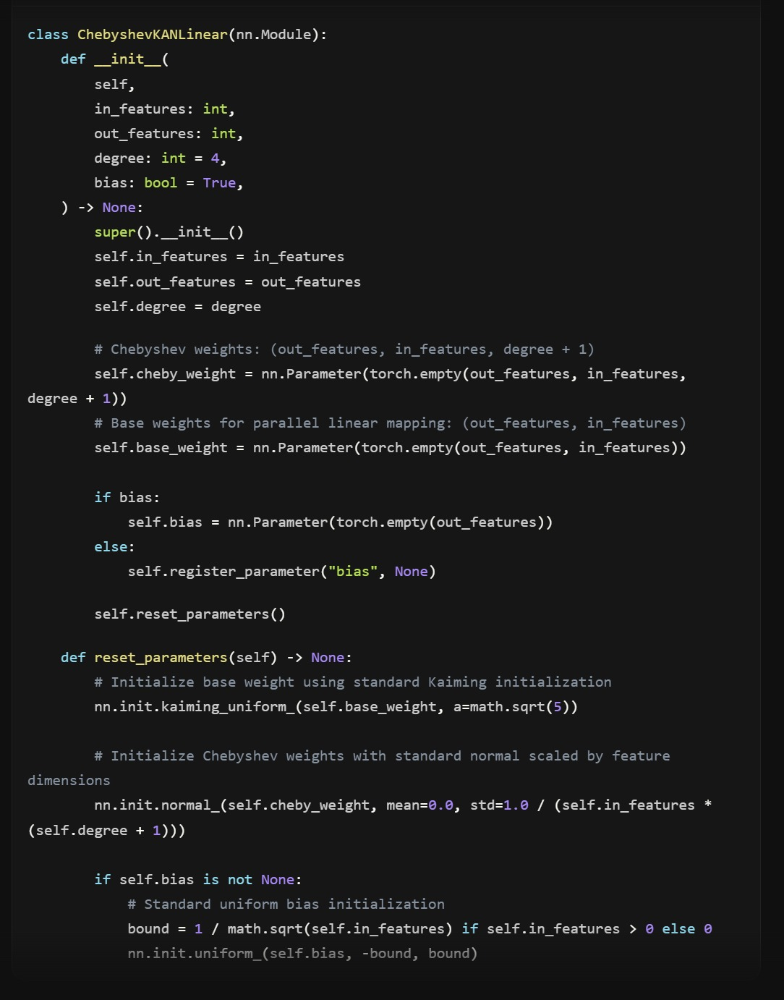 class ChebyshevKANLinear(nn.Module):
    def __init__(
        self,
        in_features: int,
        out_features: int,
        degree: int = 4,
        bias: bool = True,
    ) -> None:
        super().__init__()
        self.in_features = in_features
        self.out_features = out_features
        self.degree = degree

        # Chebyshev weights: (out_features, in_features, degree + 1)
        self.cheby_weight = nn.Parameter(torch.empty(out_features, in_features,
degree + 1))
        # Base weights for parallel linear mapping: (out_features, in_features)
        self.base_weight = nn.Parameter(torch.empty(out_features, in_features))

        if bias:
            self.bias = nn.Parameter(torch.empty(out_features))
        else:
            self.register_parameter("bias", None)

        self.reset_parameters()

    def reset_parameters(self) -> None:
        # Initialize base weight using standard Kaiming initialization
        nn.init.kaiming_uniform_(self.base_weight, a=math.sqrt(5))

        # Initialize Chebyshev weights with standard normal scaled by feature
dimensions
        nn.init.normal_(self.cheby_weight, mean=0.0, std=1.0 / (self.in_features *
(self.degree + 1)))

        if self.bias is not None:
            # Standard uniform bias initialization
            bound = 1 / math.sqrt(self.in_features) if self.in_features > 0 else 0
            nn.init.uniform_(self.bias, -bound, bound)